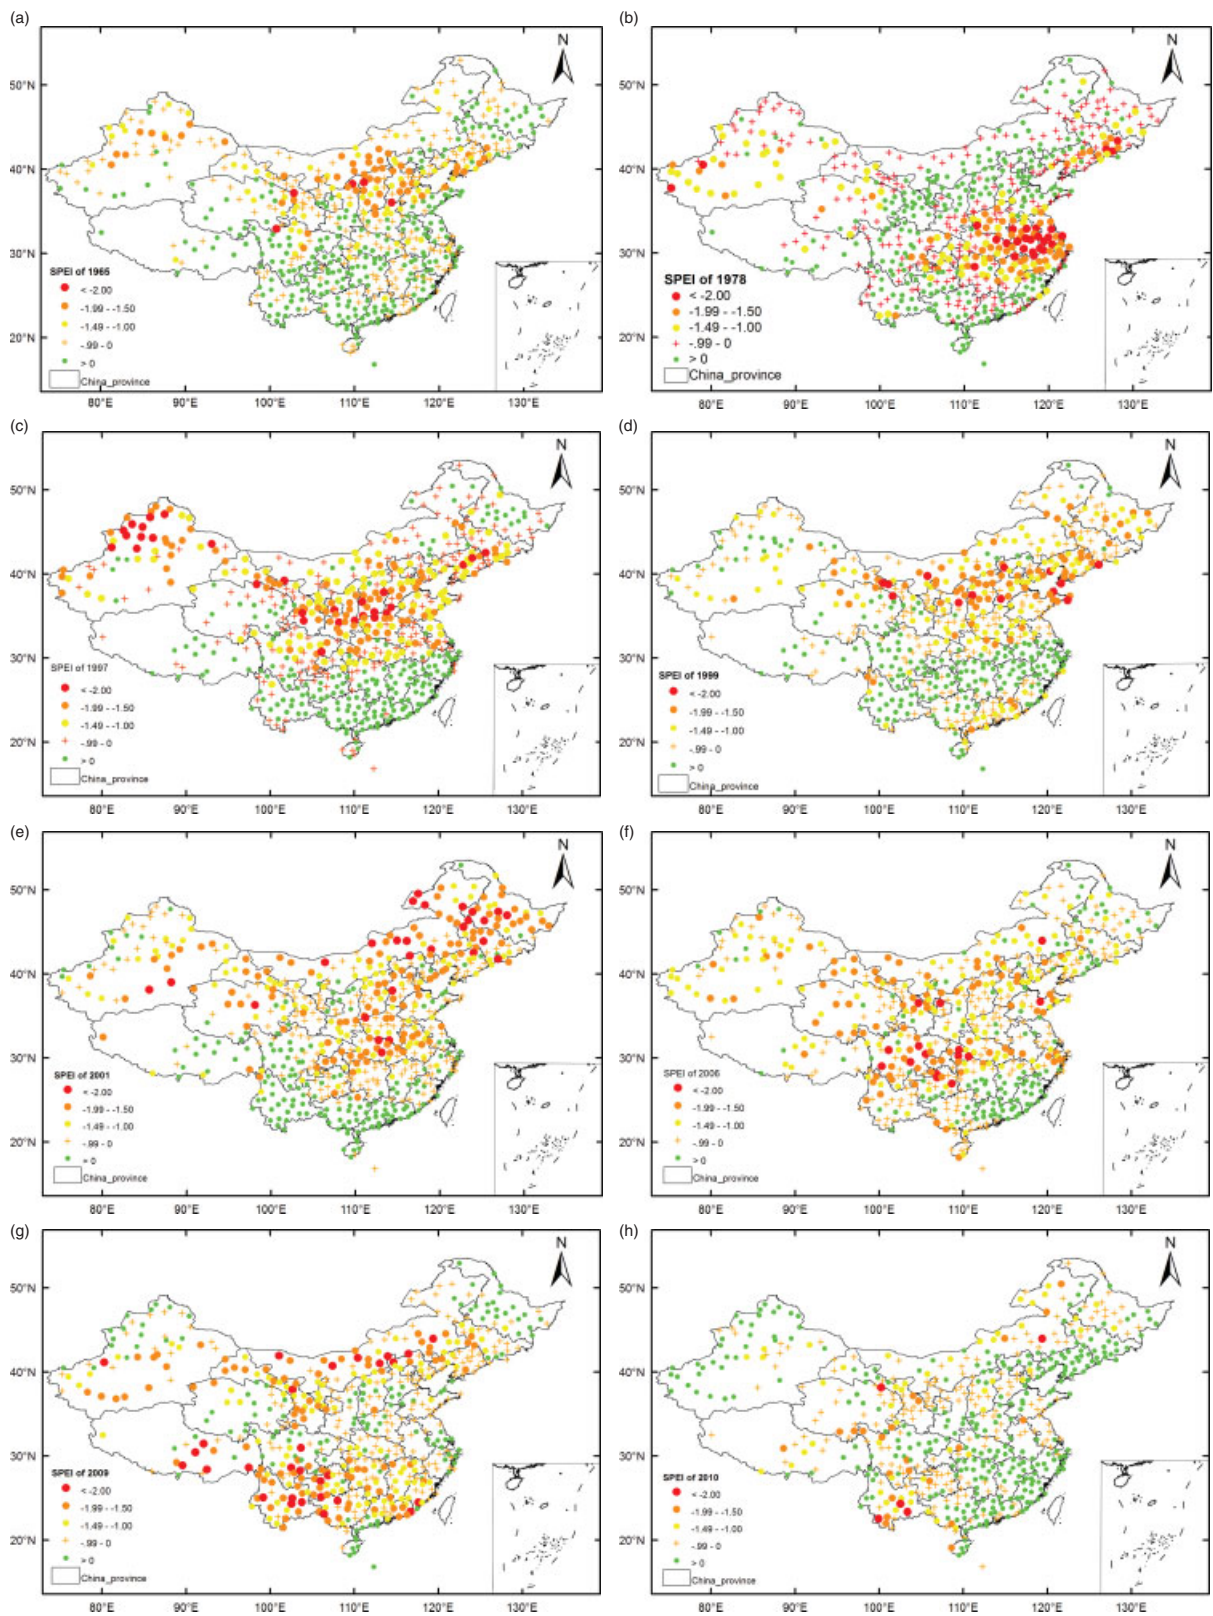 (a)
N
50°N
40°N
30°N
20°N
SPEI of 1965
< -2.00
-1.99 - -1.50
-1.49 - -1.00
-.99 - 0
> 0
China_province
80°E 90°E 100°E 110°E 120°E 130°E
(b)
N
50°N
40°N
30°N
20°N
SPEI of 1978
< -2.00
-1.99 - -1.50
-1.49 - -1.00
-.99 - 0
> 0
China_province
80°E 90°E 100°E 110°E 120°E 130°E
(c)
N
50°N
40°N
30°N
20°N
SPEI of 1997
< -2.00
-1.99 - -1.50
-1.49 - -1.00
-.99 - 0
> 0
China_province
80°E 90°E 100°E 110°E 120°E 130°E
(d)
N
50°N
40°N
30°N
20°N
SPEI of 1999
< -2.00
-1.99 - -1.50
-1.49 - -1.00
-.99 - 0
> 0
China_province
80°E 90°E 100°E 110°E 120°E 130°E
(e)
N
50°N
40°N
30°N
20°N
SPEI of 2001
< -2.00
-1.99 - -1.50
-1.49 - -1.00
-.99 - 0
> 0
China_province
80°E 90°E 100°E 110°E 120°E 130°E
(f)
N
50°N
40°N
30°N
20°N
SPEI of 2006
< -2.00
-1.99 - -1.50
-1.49 - -1.00
-.99 - 0
> 0
China_province
80°E 90°E 100°E 110°E 120°E 130°E
(g)
N
50°N
40°N
30°N
20°N
SPEI of 2009
< -2.00
-1.99 - -1.50
-1.49 - -1.00
-.99 - 0
> 0
China_province
80°E 90°E 100°E 110°E 120°E 130°E
(h)
N
50°N
40°N
30°N
20°N
SPEI of 2010
< -2.00
-1.99 - -1.50
-1.49 - -1.00
-.99 - 0
> 0
China_province
80°E 90°E 100°E 110°E 120°E 130°E